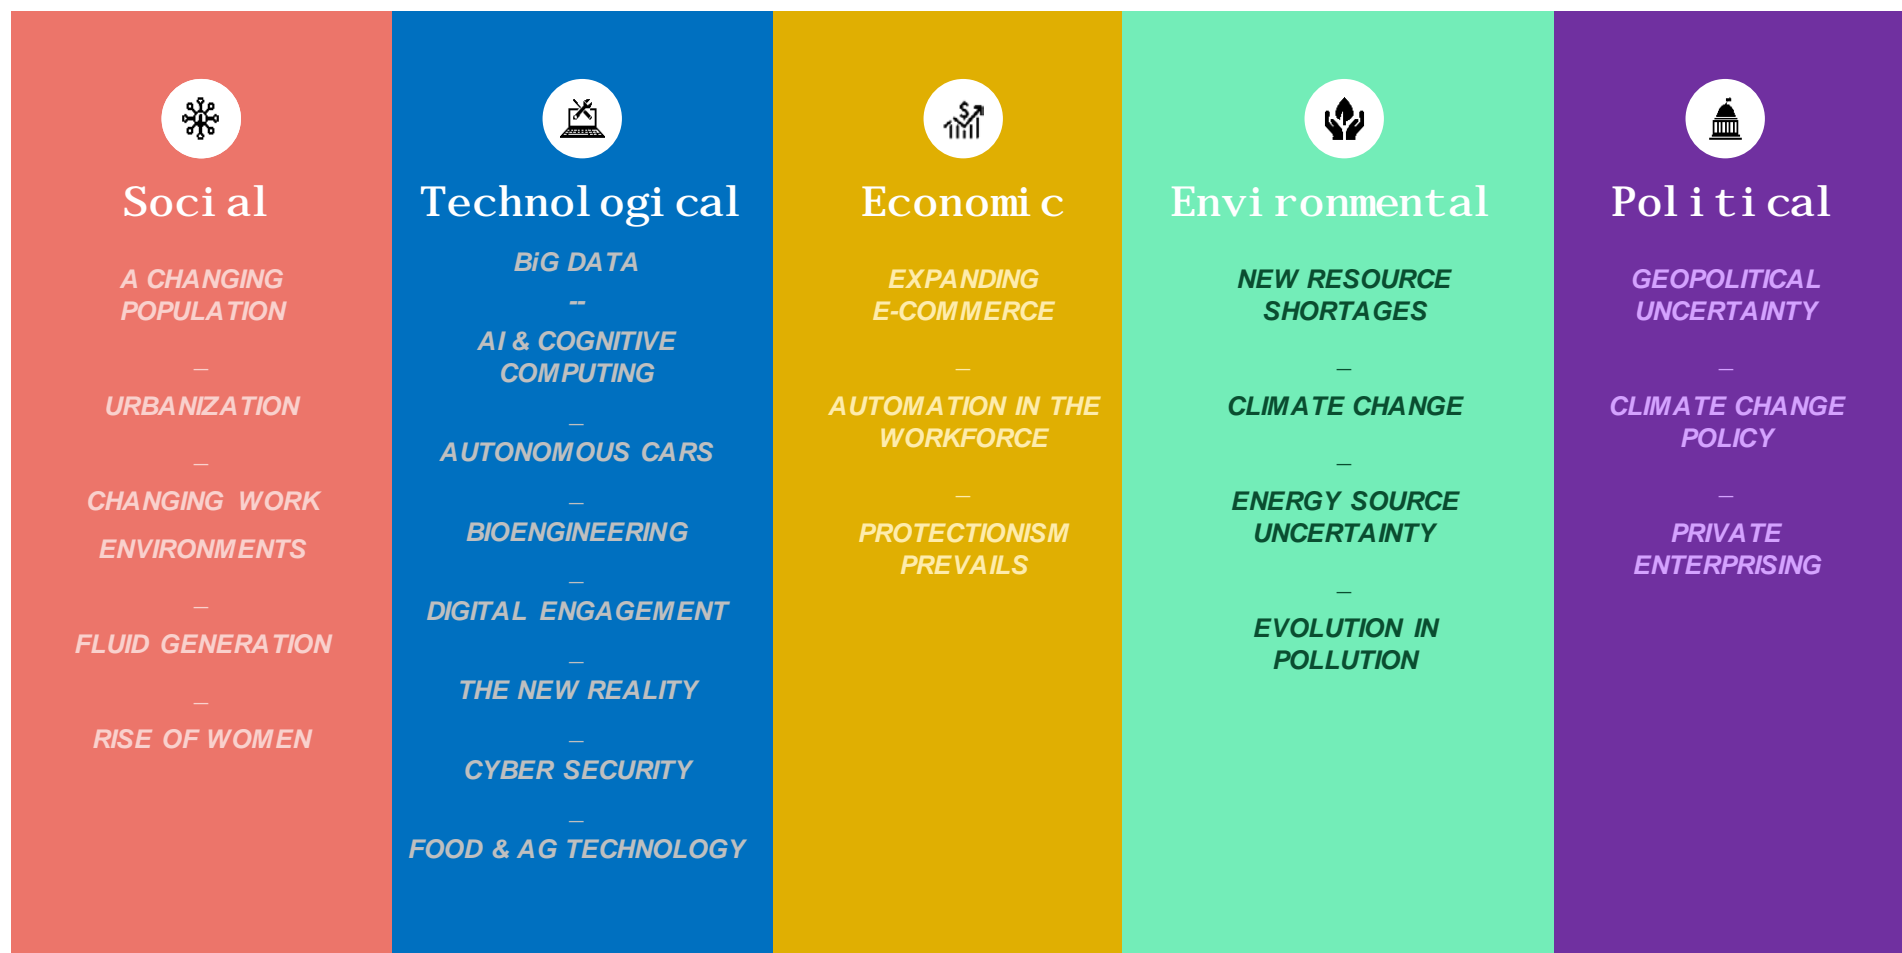 Social
A CHANGING
POPULATION
_
URBANIZATION
_
CHANGING WORK
ENVIRONMENTS
_
FLUID GENERATION
_
RISE OF WOMEN
Technological
BiG DATA
--
AI & COGNITIVE
COMPUTING
_
AUTONOMOUS CARS
_
BIOENGINEERING
_
DIGITAL ENGAGEMENT
_
THE NEW REALITY
_
CYBER SECURITY
_
FOOD & AG TECHNOLOGY
Economic
EXPANDING
E-COMMERCE
_
AUTOMATION IN THE
WORKFORCE
_
PROTECTIONISM
PREVAILS
Environmental
NEW RESOURCE
SHORTAGES
_
CLIMATE CHANGE
_
ENERGY SOURCE
UNCERTAINTY
_
EVOLUTION IN
POLLUTION
Political
GEOPOLITICAL
UNCERTAINTY
_
CLIMATE CHANGE
POLICY
_
PRIVATE
ENTERPRISING